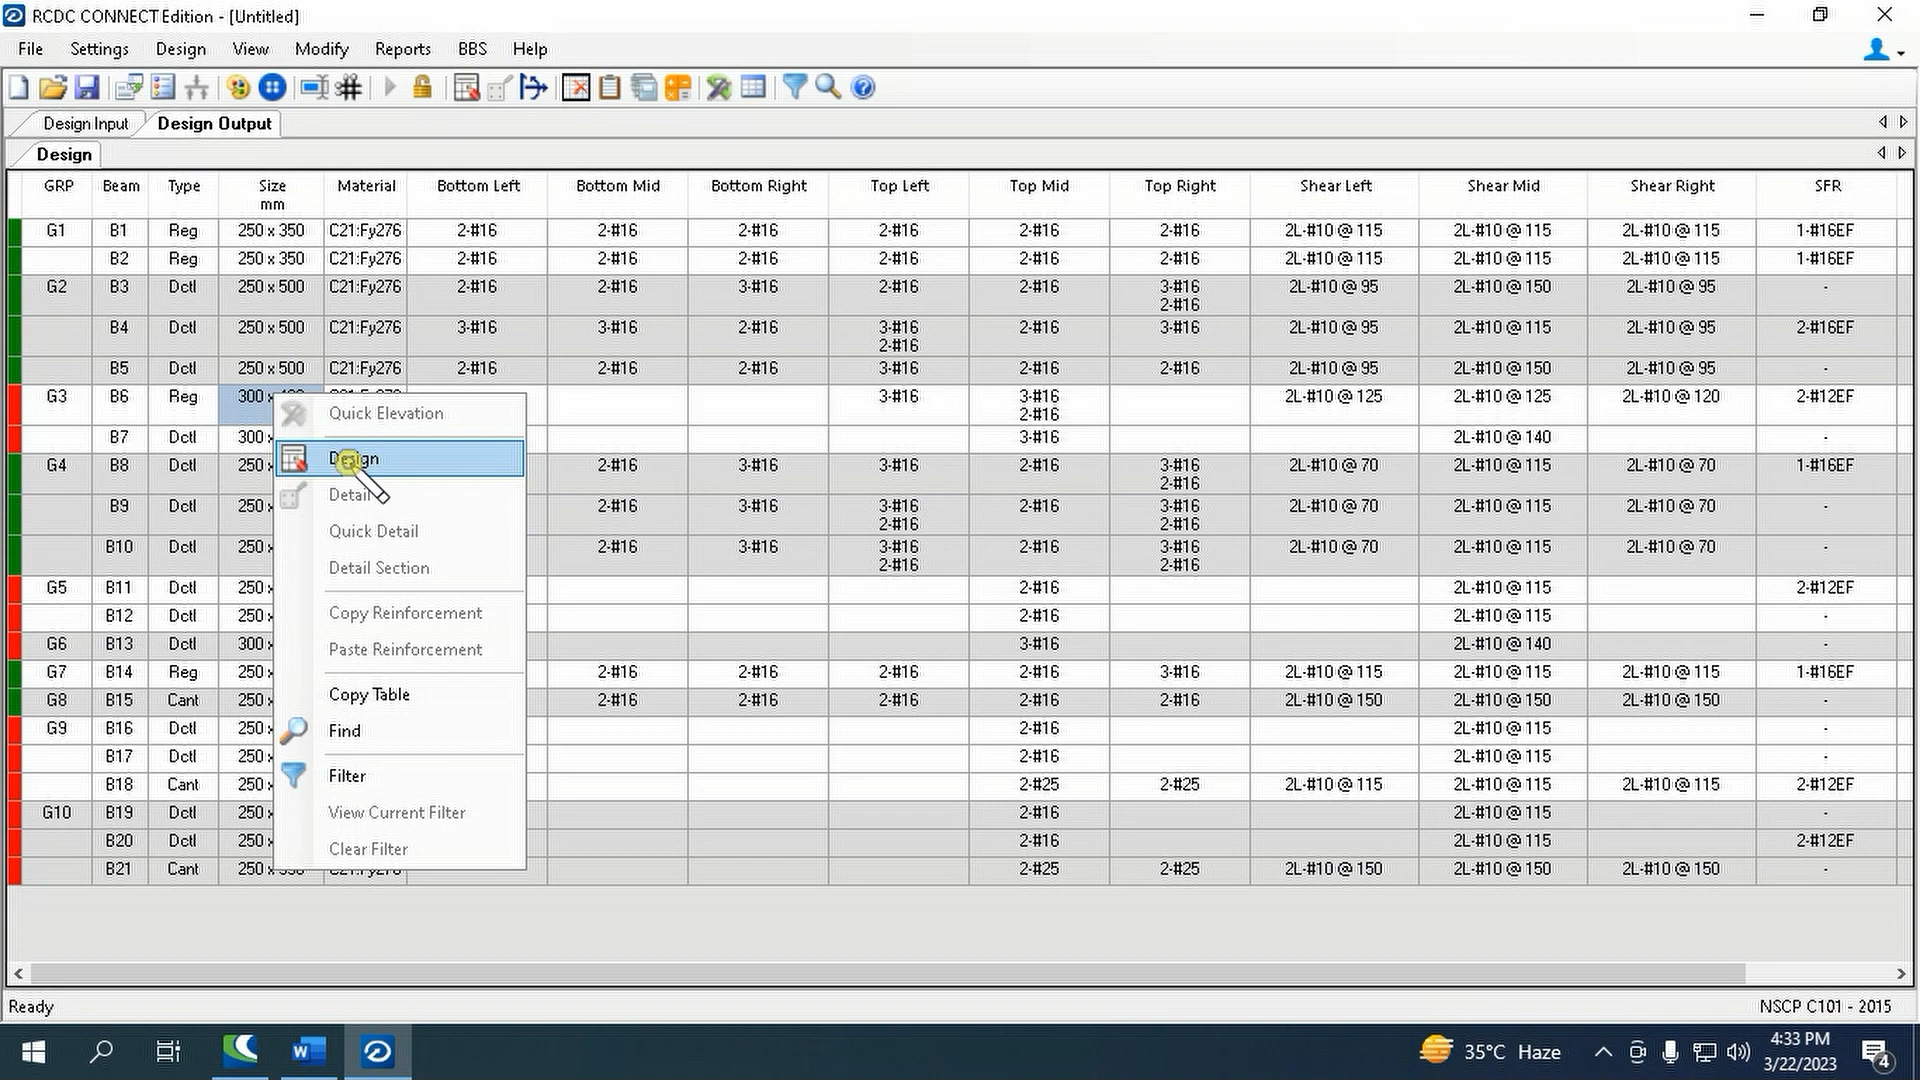 RCDC CONNECT Edition - [Untitled]
File Settings Design View Modify Reports BBS Help
Design Input Design Output
Design
GRP Beam Type Size mm Material Bottom Left Bottom Mid Bottom Right Top Left Top Mid Top Right Shear Left Shear Mid Shear Right SFR
G1 B1 Reg 250 x 350 C21:Fy276 2-#16 2-#16 2-#16 2-#16 2-#16 2-#16 2L-#10 @ 115 2L-#10 @ 115 2L-#10 @ 115 1-#16EF
B2 Reg 250 x 350 C21:Fy276 2-#16 2-#16 2-#16 2-#16 2-#16 2-#16 2L-#10 @ 115 2L-#10 @ 115 2L-#10 @ 115 1-#16EF
G2 B3 Dctl 250 x 500 C21:Fy276 2-#16 2-#16 3-#16 2-#16 2-#16 3-#16 2L-#10 @ 95 2L-#10 @ 150 2L-#10 @ 95 -
2-#16
B4 Dctl 250 x 500 C21:Fy276 3-#16 3-#16 2-#16 3-#16 2-#16 3-#16 2L-#10 @ 95 2L-#10 @ 115 2L-#10 @ 95 2-#16EF
2-#16
B5 Dctl 250 x 500 C21:Fy276 2-#16 2-#16 2-#16 3-#16 2-#16 2-#16 2L-#10 @ 95 2L-#10 @ 150 2L-#10 @ 95 -
G3 B6 Reg 300 x 3-#16 3-#16 2L-#10 @ 125 2L-#10 @ 125 2L-#10 @ 120 2-#12EF
2-#16
B7 Dctl 300 x 3-#16 2L-#10 @ 140 -
G4 B8 Dctl 250 x 2-#16 3-#16 3-#16 2-#16 3-#16 2L-#10 @ 70 2L-#10 @ 115 2L-#10 @ 70 1-#16EF
2-#16
B9 Dctl 250 x 2-#16 3-#16 3-#16 2-#16 3-#16 2L-#10 @ 70 2L-#10 @ 115 2L-#10 @ 70 -
2-#16 2-#16
B10 Dctl 250 x 2-#16 3-#16 3-#16 2-#16 3-#16 2L-#10 @ 70 2L-#10 @ 115 2L-#10 @ 70 -
2-#16 2-#16
G5 B11 Dctl 250 x 2-#16 2L-#10 @ 115 2-#12EF
B12 Dctl 250 x 2-#16 2L-#10 @ 115 -
G6 B13 Dctl 300 x 3-#16 2L-#10 @ 140 -
G7 B14 Reg 250 x 2-#16 2-#16 2-#16 2-#16 3-#16 2L-#10 @ 115 2L-#10 @ 115 2L-#10 @ 115 1-#16EF
G8 B15 Cant 250 x 2-#16 2-#16 2-#16 2-#16 2-#16 2L-#10 @ 150 2L-#10 @ 150 2L-#10 @ 150 -
G9 B16 Dctl 250 x 2-#16 2L-#10 @ 115 -
B17 Dctl 250 x 2-#16 2L-#10 @ 115 -
B18 Cant 250 x 2-#25 2-#25 2L-#10 @ 115 2L-#10 @ 115 2L-#10 @ 115 2-#12EF
G10 B19 Dctl 250 x 2-#16 2L-#10 @ 115 -
B20 Dctl 250 x 2-#16 2L-#10 @ 115 2-#12EF
B21 Cant 250 x 2-#25 2-#25 2L-#10 @ 150 2L-#10 @ 150 2L-#10 @ 150 -
Quick Elevation
Design
Detail
Quick Detail
Detail Section
Copy Reinforcement
Paste Reinforcement
Copy Table
Find
Filter
View Current Filter
Clear Filter
Ready NSCP C101 - 2015
35°C Haze
4:33 PM
3/22/2023
4